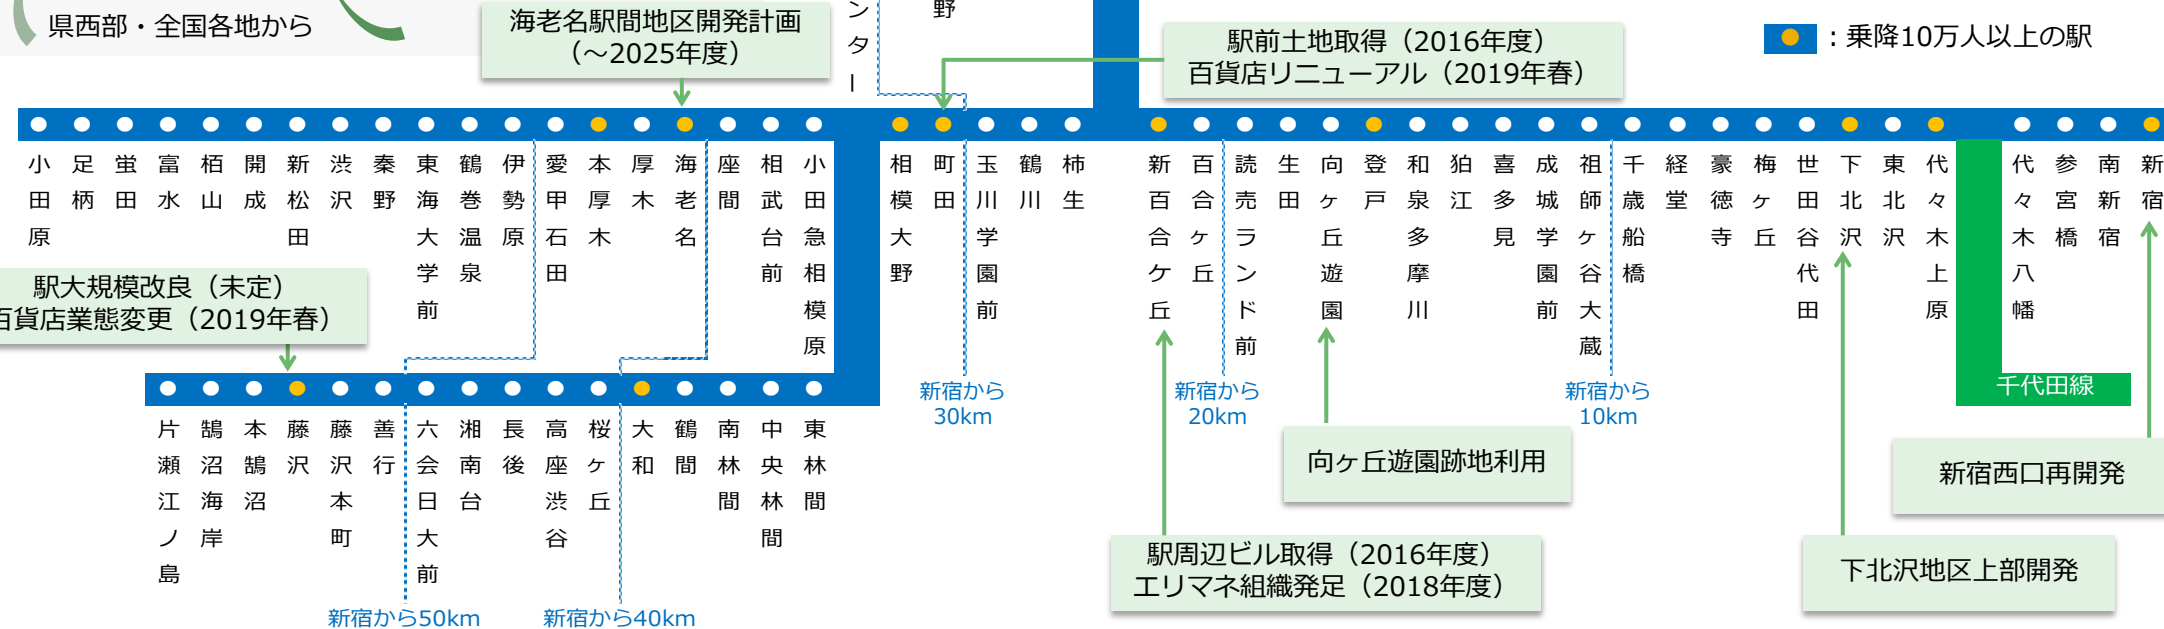 県西部・全国各地から
海老名駅間地区開発計画
（～2025年度）
ンター
野
駅前土地取得（2016年度）
百貨店リニューアル（2019年春）
：乗降10万人以上の駅
小田原
足柄
蛍田
富水
栢山
開成
新松田
渋沢
秦野
東海大学前
鶴巻温泉
伊勢原
愛甲石田
本厚木
厚木
海老名
座間
相武台前
小田急相模原
相模大野
町田
玉川学園前
鶴川
柿生
新百合ケ丘
百合ヶ丘
読売ランド前
生田
向ヶ丘遊園
登戸
和泉多摩川
狛江
喜多見
成城学園前
祖師ヶ谷大蔵
千歳船橋
経堂
豪徳寺
梅ヶ丘
世田谷代田
下北沢
東北沢
代々木上原
代々木八幡
参宮橋
南新宿
新宿
駅大規模改良（未定）
百貨店業態変更（2019年春）
新宿から
30km
新宿から
20km
新宿から
10km
千代田線
片瀬江ノ島
鵠沼海岸
本鵠沼
藤沢
藤沢本町
善行
六会日大前
湘南台
長後
高座渋谷
桜ヶ丘
大和
鶴間
南林間
中央林間
東林間
向ヶ丘遊園跡地利用
新宿西口再開発
駅周辺ビル取得（2016年度）
エリマネ組織発足（2018年度）
下北沢地区上部開発
新宿から50km
新宿から40km